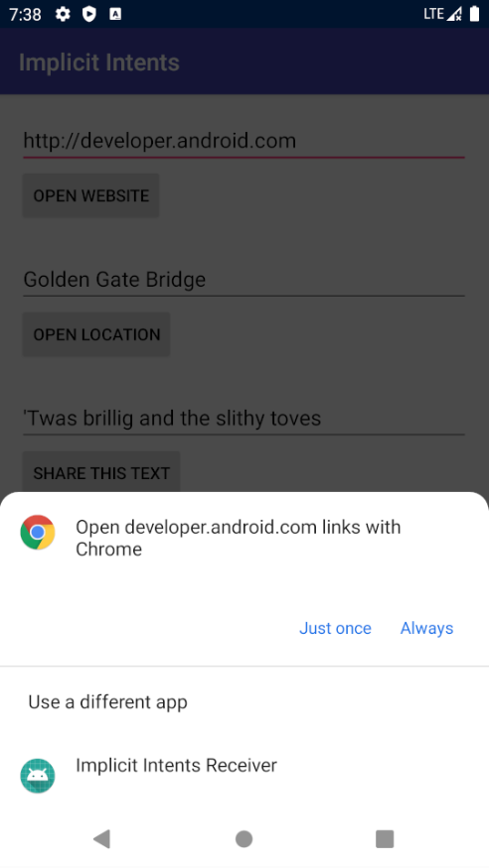 7:38 LTE
Implicit Intents
http://developer.android.com
OPEN WEBSITE
Golden Gate Bridge
OPEN LOCATION
'Twas brillig and the slithy toves
SHARE THIS TEXT
Open developer.android.com links with
Chrome
Just once Always
Use a different app
Implicit Intents Receiver